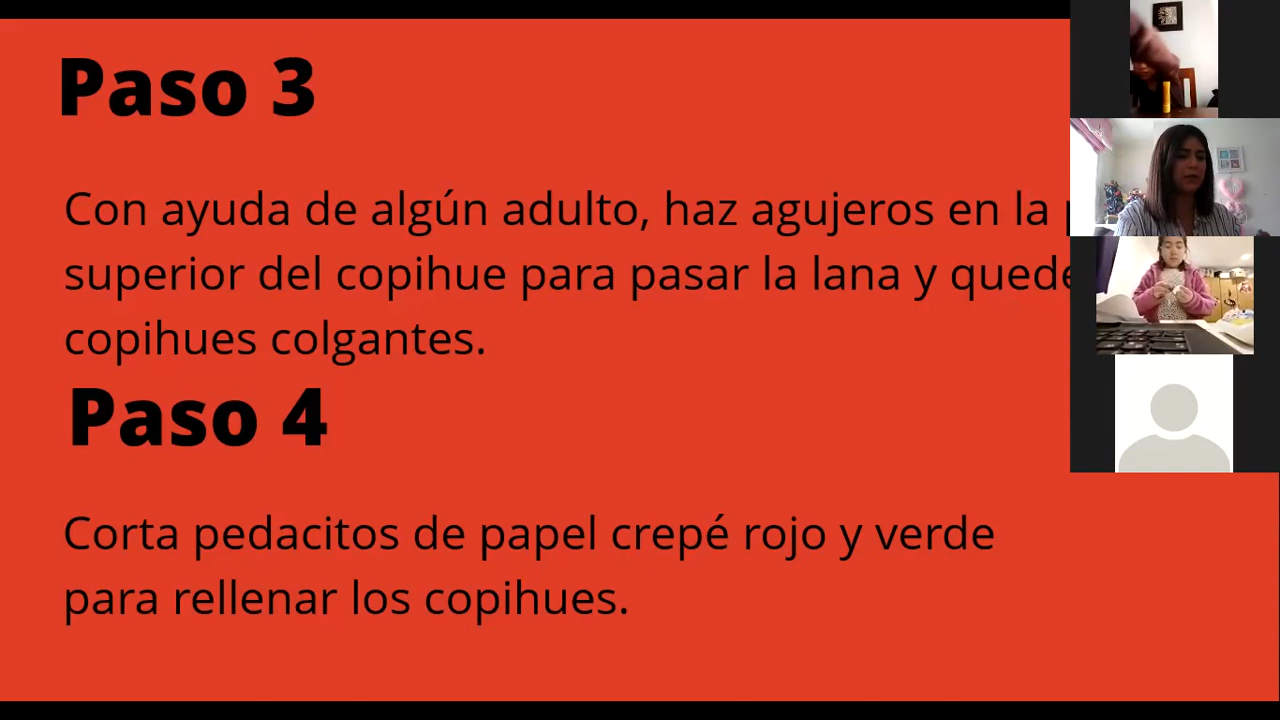 Paso 3
Con ayuda de algún adulto, haz agujeros en la
superior del copihue para pasar la lana y quede
copihues colgantes.
Paso 4
Corta pedacitos de papel crepé rojo y verde
para rellenar los copihues.